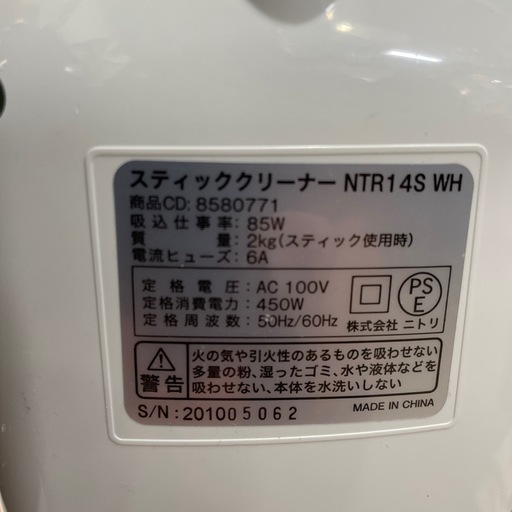 スティッククリーナー NTR14S WH
商品CD: 8580771
吸込仕事率: 85W
質量: 2kg(スティック使用時)
電流ヒューズ: 6A
定格電圧: AC 100V
定格消費電力: 450W
定格周波数: 50Hz/60Hz
PS
E
株式会社 ニトリ
警告
火の気や引火性のあるものを吸わせない
多量の粉、湿ったゴミ、水や液体などを
吸わせない、本体を水洗いしない
S/N: 201005062
MADE IN CHINA